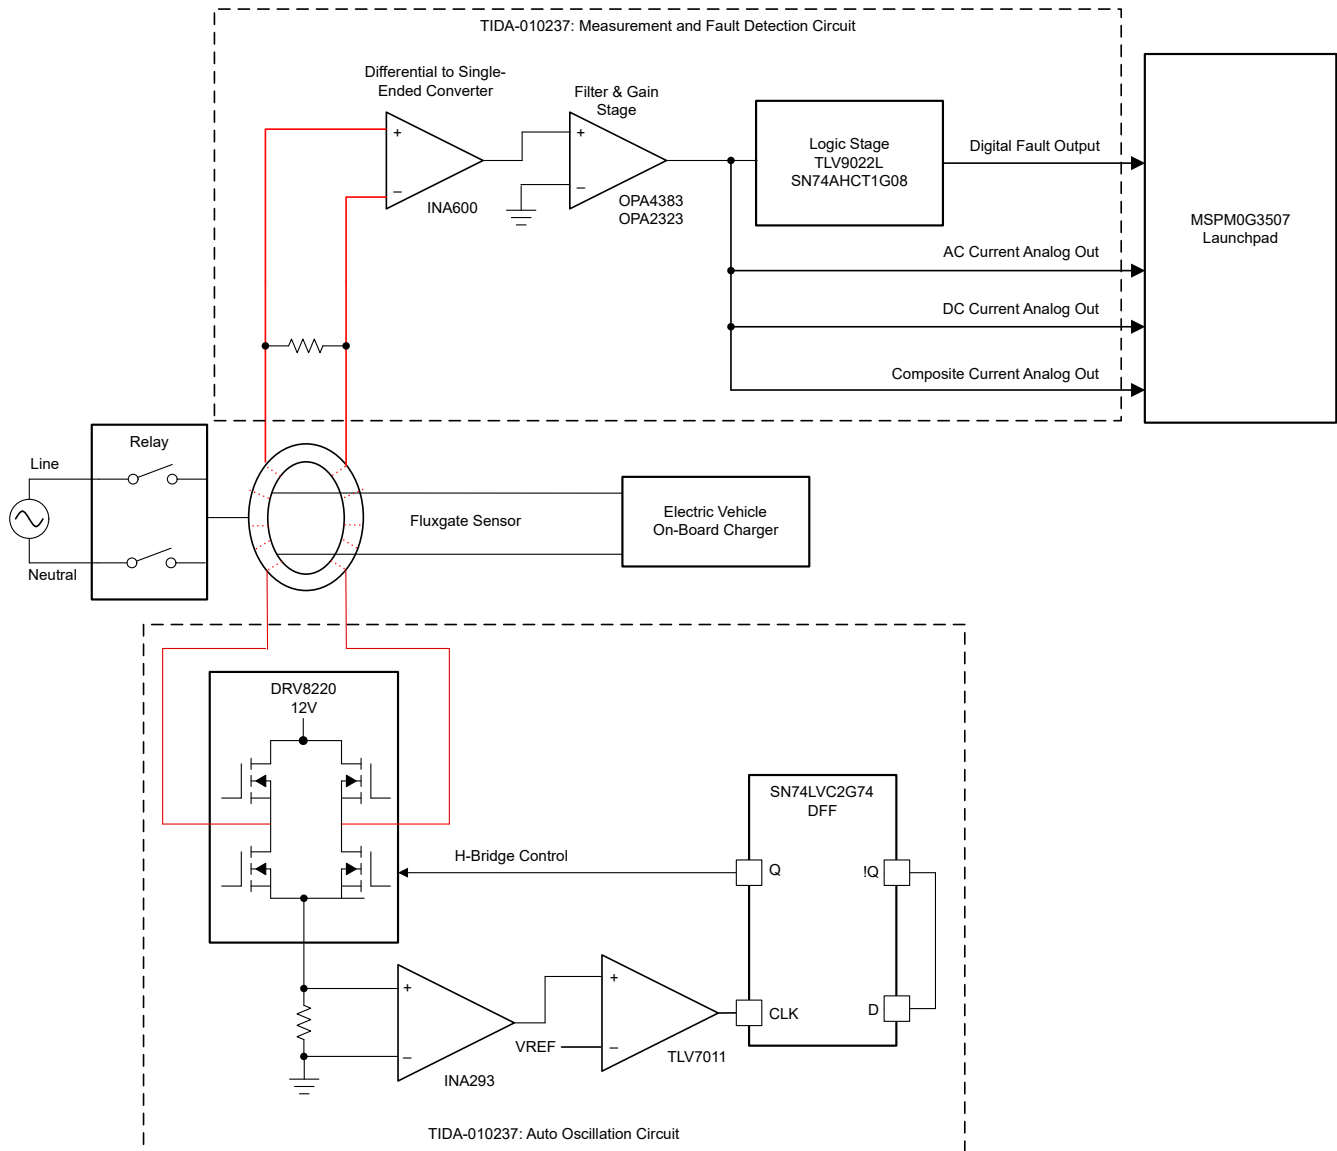 TIDA-010237: Measurement and Fault Detection Circuit
Differential to Single-
Ended Converter
+
−
INA600
Filter & Gain
Stage
+
−
OPA4383
OPA2323
Logic Stage
TLV9022L
SN74AHCT1G08
Digital Fault Output
AC Current Analog Out
DC Current Analog Out
Composite Current Analog Out
MSPM0G3507
Launchpad
Relay
Line
Neutral
Fluxgate Sensor
Electric Vehicle
On-Board Charger
DRV8220
12V
H-Bridge Control
SN74LVC2G74
DFF
Q
!Q
CLK
D
+
−
INA293
+
−
VREF
TLV7011
TIDA-010237: Auto Oscillation Circuit